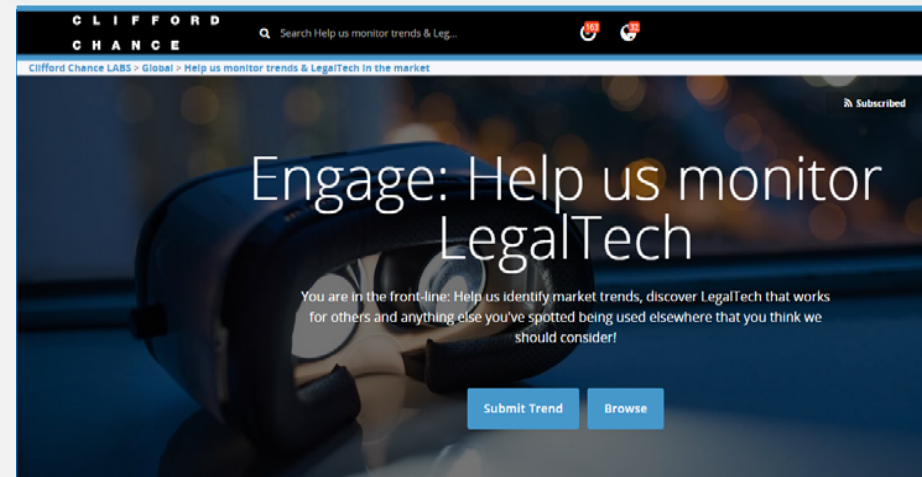 CLIFFORD
CHANCE
Search Help us monitor trends & Leg...
163
32
Clifford Chance LABS > Global > Help us monitor trends & LegalTech in the market
Subscribed
Engage: Help us monitor
LegalTech
You are in the front-line: Help us identify market trends, discover LegalTech that works
for others and anything else you've spotted being used elsewhere that you think we
should consider!
Submit Trend
Browse